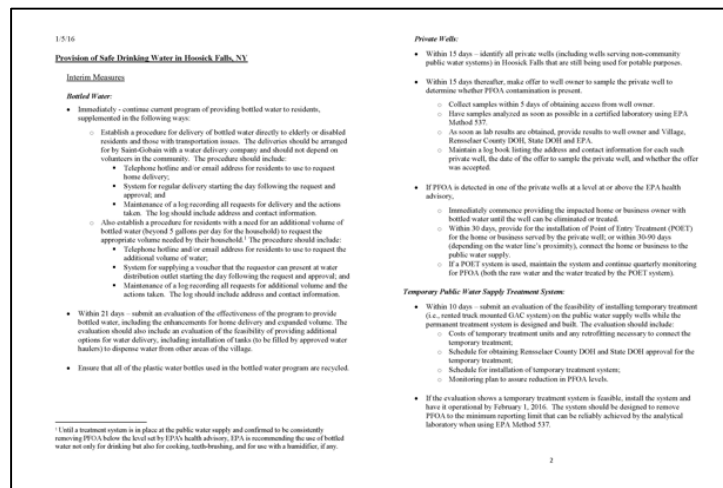 1/5/16
Provision of Safe Drinking Water in Hoosick Falls, NY
Interim Measures
Bottled Water:
• Immediately - continue current program of providing bottled water to residents,
supplemented in the following ways:
o Establish a procedure for delivery of bottled water directly to elderly or disabled
residents and those with transportation issues. The deliveries should be arranged
for by Saint-Gobain with a water delivery company and should not depend on
volunteers in the community. The procedure should include:
▪ Telephone hotline and/or email address for residents to use to request
home delivery;
▪ System for regular delivery starting the day following the request and
approval; and
▪ Maintenance of a log recording all requests for delivery and the actions
taken. The log should include address and contact information.
o Also establish a procedure for residents with a need for an additional volume of
bottled water (beyond 5 gallons per day for the household) to request the
appropriate volume needed by their household.¹ The procedure should include:
▪ Telephone hotline and/or email address for residents to use to request the
additional volume of water;
▪ System for supplying a voucher that the requestor can present at water
distribution outlet starting the day following the request and approval; and
▪ Maintenance of a log recording all requests for additional volume and the
actions taken. The log should include address and contact information.
• Within 21 days – submit an evaluation of the effectiveness of the program to provide
bottled water, including the enhancements for home delivery and expanded volume. The
evaluation should also include an evaluation of the feasibility of providing additional
options for water delivery, including installation of tanks (to be filled by approved water
haulers) to dispense water from other areas of the village.
• Ensure that all of the plastic water bottles used in the bottled water program are recycled.
¹ Until a treatment system is in place at the public water supply and confirmed to be consistently
removing PFOA below the level set by EPA's health advisory, EPA is recommending the use of bottled
water not only for drinking but also for cooking, teeth-brushing, and for use with a humidifier, if any.
Private Wells:
• Within 15 days – identify all private wells (including wells serving non-community
public water systems) in Hoosick Falls that are still being used for potable purposes.
• Within 15 days thereafter, make offer to well owner to sample the private well to
determine whether PFOA contamination is present.
o Collect samples within 5 days of obtaining access from well owner.
o Have samples analyzed as soon as possible in a certified laboratory using EPA
Method 537.
o As soon as lab results are obtained, provide results to well owner and Village,
Rensselaer County DOH, State DOH and EPA.
o Maintain a log book listing the address and contact information for each such
private well, the date of the offer to sample the private well, and whether the offer
was accepted.
• If PFOA is detected in one of the private wells at a level at or above the EPA health
advisory,
o Immediately commence providing the impacted home or business owner with
bottled water until the well can be eliminated or treated.
o Within 30 days, provide for the installation of Point of Entry Treatment (POET)
for the home or business served by the private well; or within 30-90 days
(depending on the water line's proximity), connect the home or business to the
public water supply.
o If a POET system is used, maintain the system and continue quarterly monitoring
for PFOA (both the raw water and the water treated by the POET system).
Temporary Public Water Supply Treatment System:
• Within 10 days – submit an evaluation of the feasibility of installing temporary treatment
(i.e., rented truck mounted GAC system) on the public water supply wells while the
permanent treatment system is designed and built. The evaluation should include:
o Costs of temporary treatment units and any retrofitting necessary to connect the
temporary treatment;
o Schedule for obtaining Rensselaer County DOH and State DOH approval for the
temporary treatment;
o Schedule for installation of temporary treatment system;
o Monitoring plan to assure reduction in PFOA levels.
• If the evaluation shows a temporary treatment system is feasible, install the system and
have it operational by February 1, 2016. The system should be designed to remove
PFOA to the minimum reporting limit that can be reliably achieved by the analytical
laboratory when using EPA Method 537.
2